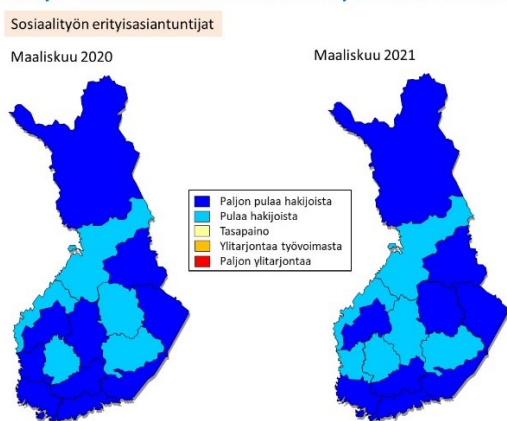 Sosiaalityön erityisasiantuntijat
Maaliskuu 2020
Maaliskuu 2021
Paljon pulaa hakijoista
Pulaa hakijoista
Tasapaino
Ylitarjontaa työvoimasta
Paljon ylitarjontaa